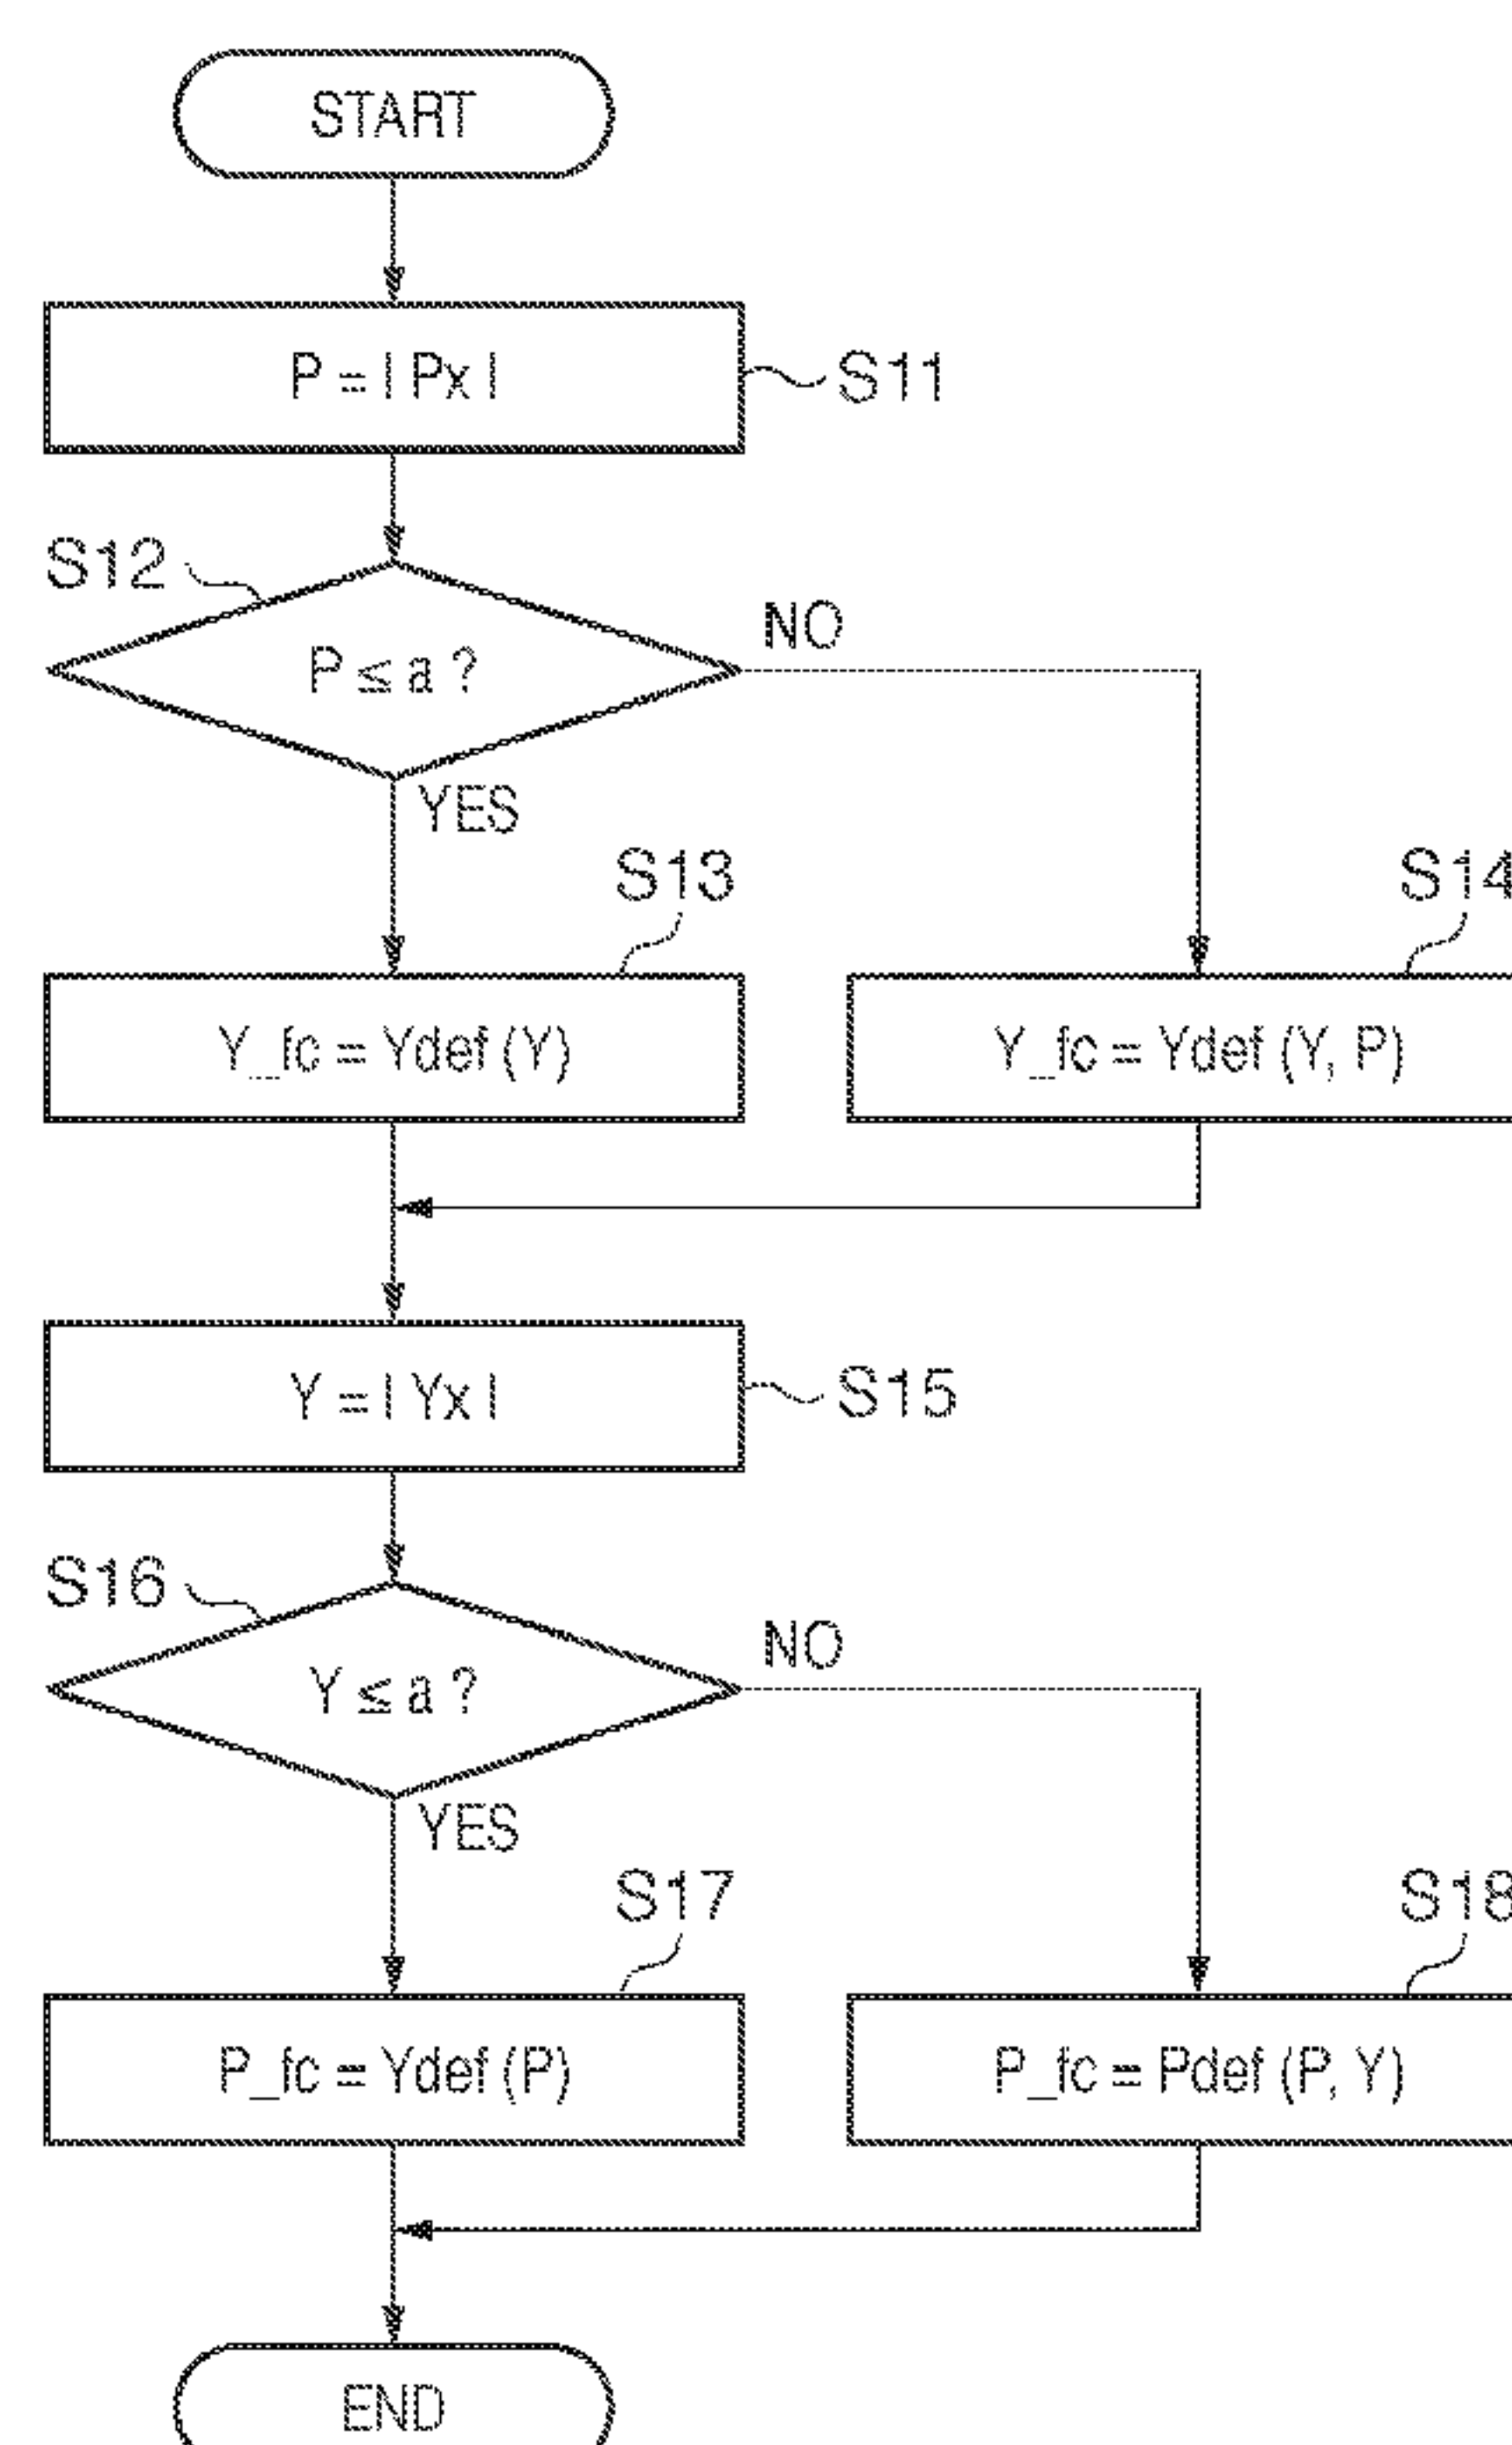 START
P = | Px |
S11
S12
P ≤ a ?
NO
YES
S13
S14
Y_fc = Ydef (Y)
Y_fc = Ydef (Y, P)
Y = | Yx |
S15
S16
Y ≤ a ?
NO
YES
S17
S18
P_fc = Ydef (P)
P_fc = Pdef (P, Y)
END